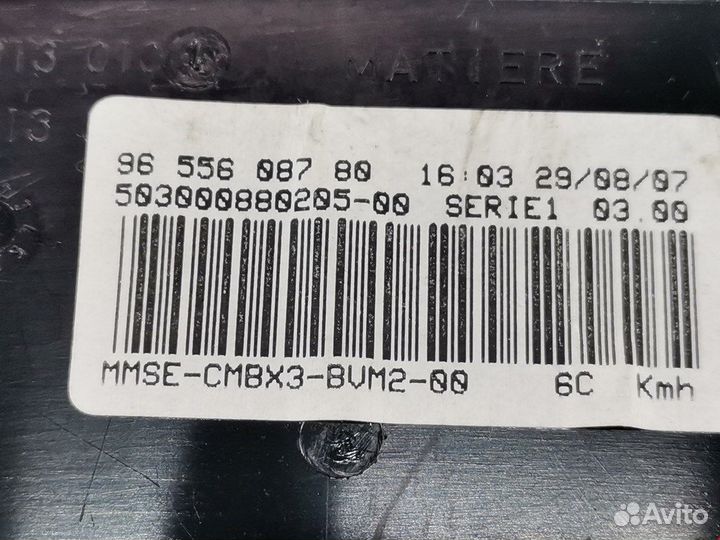 MATIERE
13
96 556 087 80 16:03 29/08/07
503000880205-00 SERIE1 03.00
MMSE-CMBX3-BVM2-00 6C Kmh
Avito